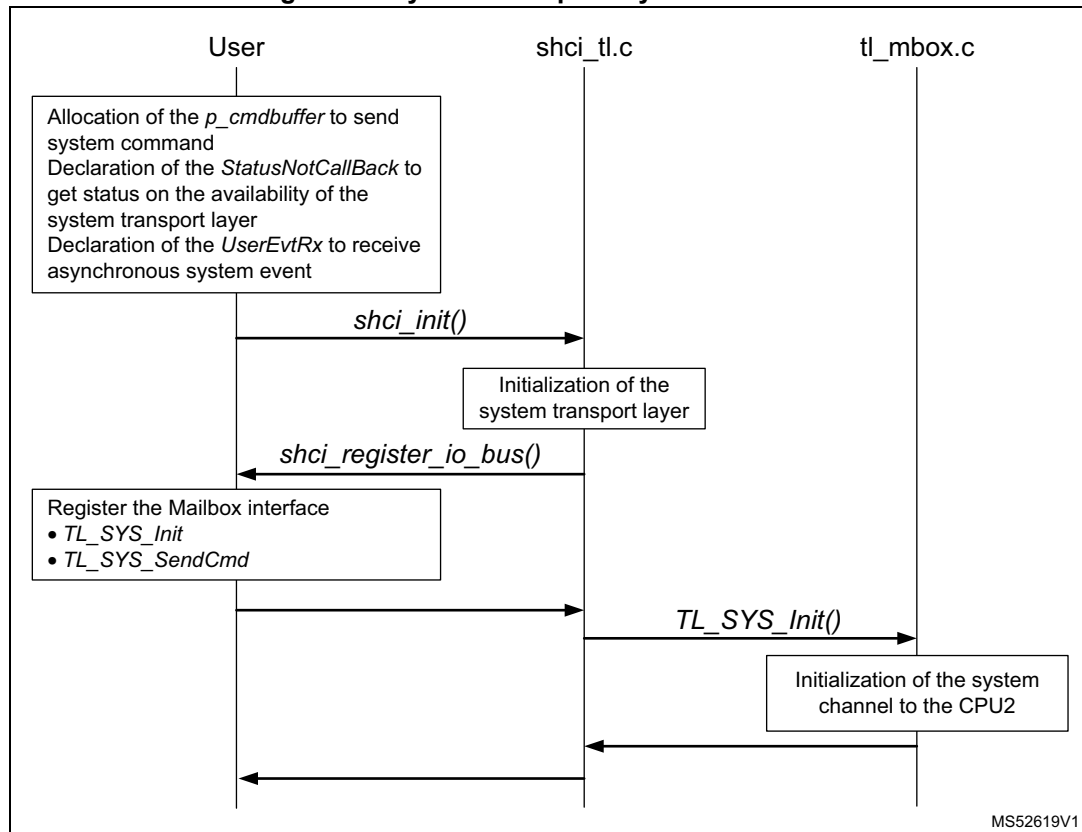 User
shci_tl.c
tl_mbox.c
Allocation of the p_cmdbuffer to send
system command
Declaration of the StatusNotCallBack to
get status on the availability of the
system transport layer
Declaration of the UserEvtRx to receive
asynchronous system event
shci_init()
Initialization of the
system transport layer
shci_register_io_bus()
Register the Mailbox interface
• TL_SYS_Init
• TL_SYS_SendCmd
TL_SYS_Init()
Initialization of the system
channel to the CPU2
MS52619V1